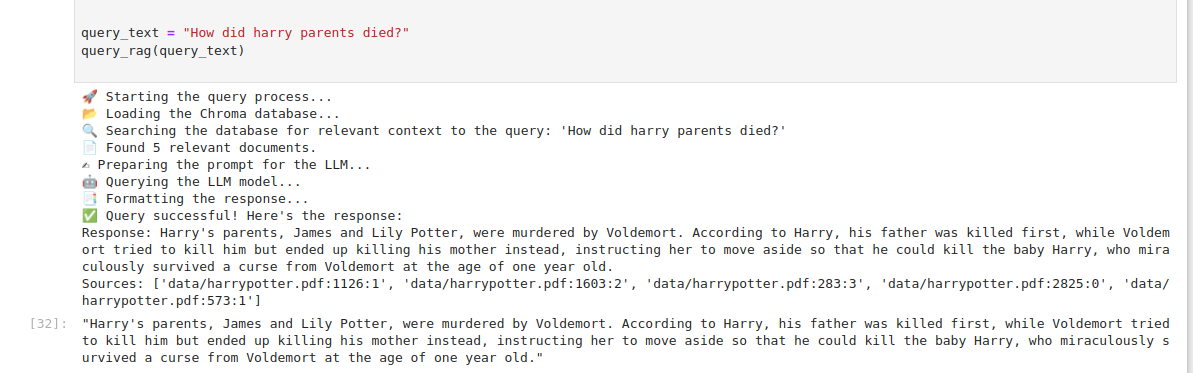 query_text = "How did harry parents died?"
query_rag(query_text)
🚀 Starting the query process...
📂 Loading the Chroma database...
🔍 Searching the database for relevant context to the query: 'How did harry parents died?'
📄 Found 5 relevant documents.
✍ Preparing the prompt for the LLM...
🤖 Querying the LLM model...
📑 Formatting the response...
✅ Query successful! Here's the response:
Response: Harry's parents, James and Lily Potter, were murdered by Voldemort. According to Harry, his father was killed first, while Voldem
ort tried to kill him but ended up killing his mother instead, instructing her to move aside so that he could kill the baby Harry, who mira
culously survived a curse from Voldemort at the age of one year old.
Sources: ['data/harrypotter.pdf:1126:1', 'data/harrypotter.pdf:1603:2', 'data/harrypotter.pdf:283:3', 'data/harrypotter.pdf:2825:0', 'data/
harrypotter.pdf:573:1']
[32]: "Harry's parents, James and Lily Potter, were murdered by Voldemort. According to Harry, his father was killed first, while Voldemort tried
to kill him but ended up killing his mother instead, instructing her to move aside so that he could kill the baby Harry, who miraculously s
urvived a curse from Voldemort at the age of one year old."